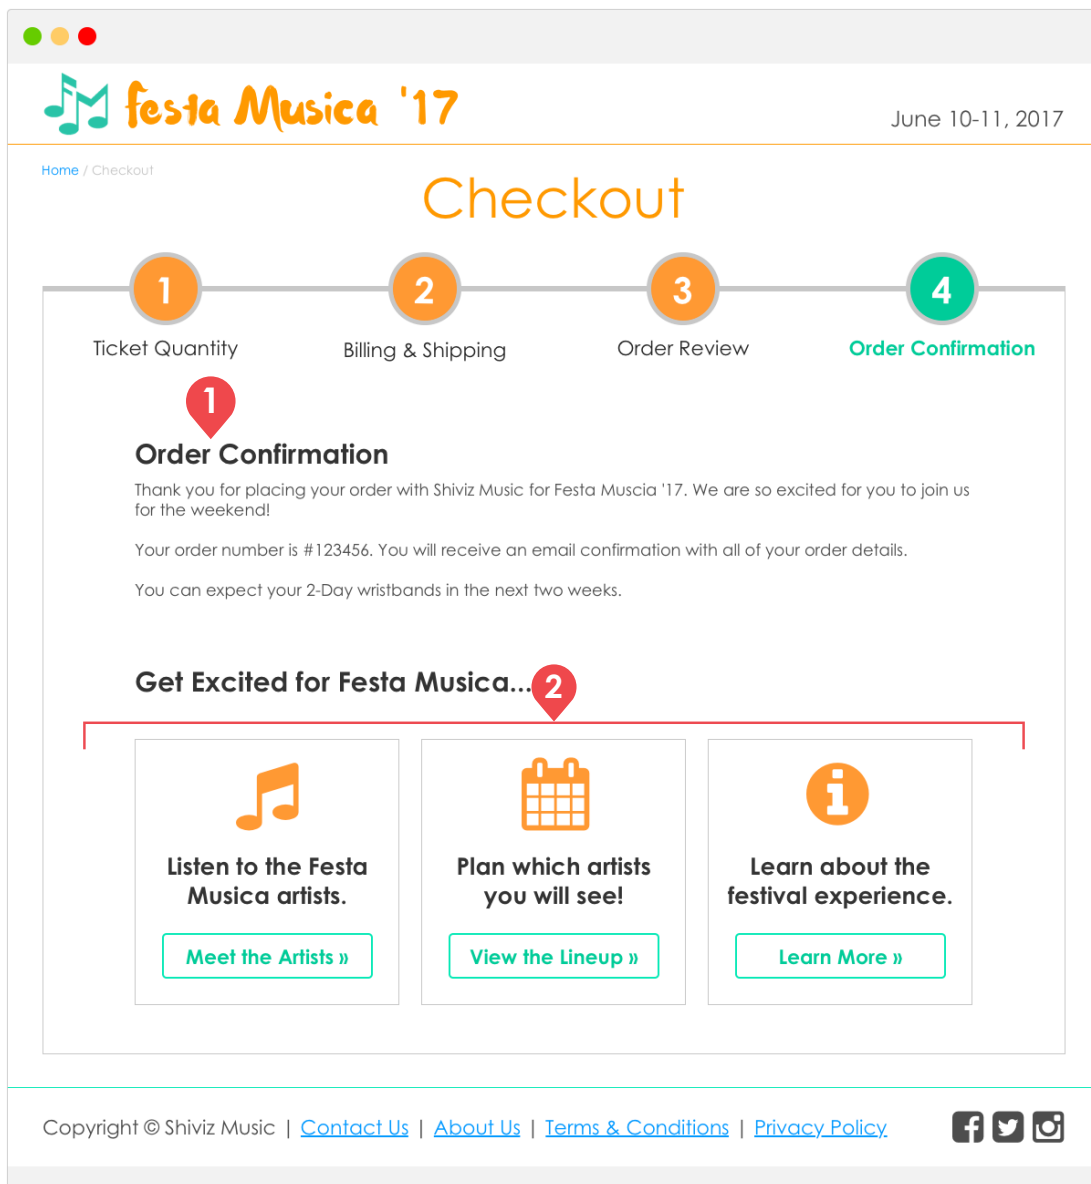 festa Musica '17
June 10-11, 2017
Home / Checkout
Checkout
1
2
3
4
Ticket Quantity
Billing & Shipping
Order Review
Order Confirmation
1
Order Confirmation
Thank you for placing your order with Shiviz Music for Festa Muscia '17. We are so excited for you to join us
for the weekend!
Your order number is #123456. You will receive an email confirmation with all of your order details.
You can expect your 2-Day wristbands in the next two weeks.
Get Excited for Festa Musica...
2
Listen to the Festa
Musica artists.
Meet the Artists »
Plan which artists
you will see!
View the Lineup »
Learn about the
festival experience.
Learn More »
Copyright © Shiviz Music | Contact Us | About Us | Terms & Conditions | Privacy Policy